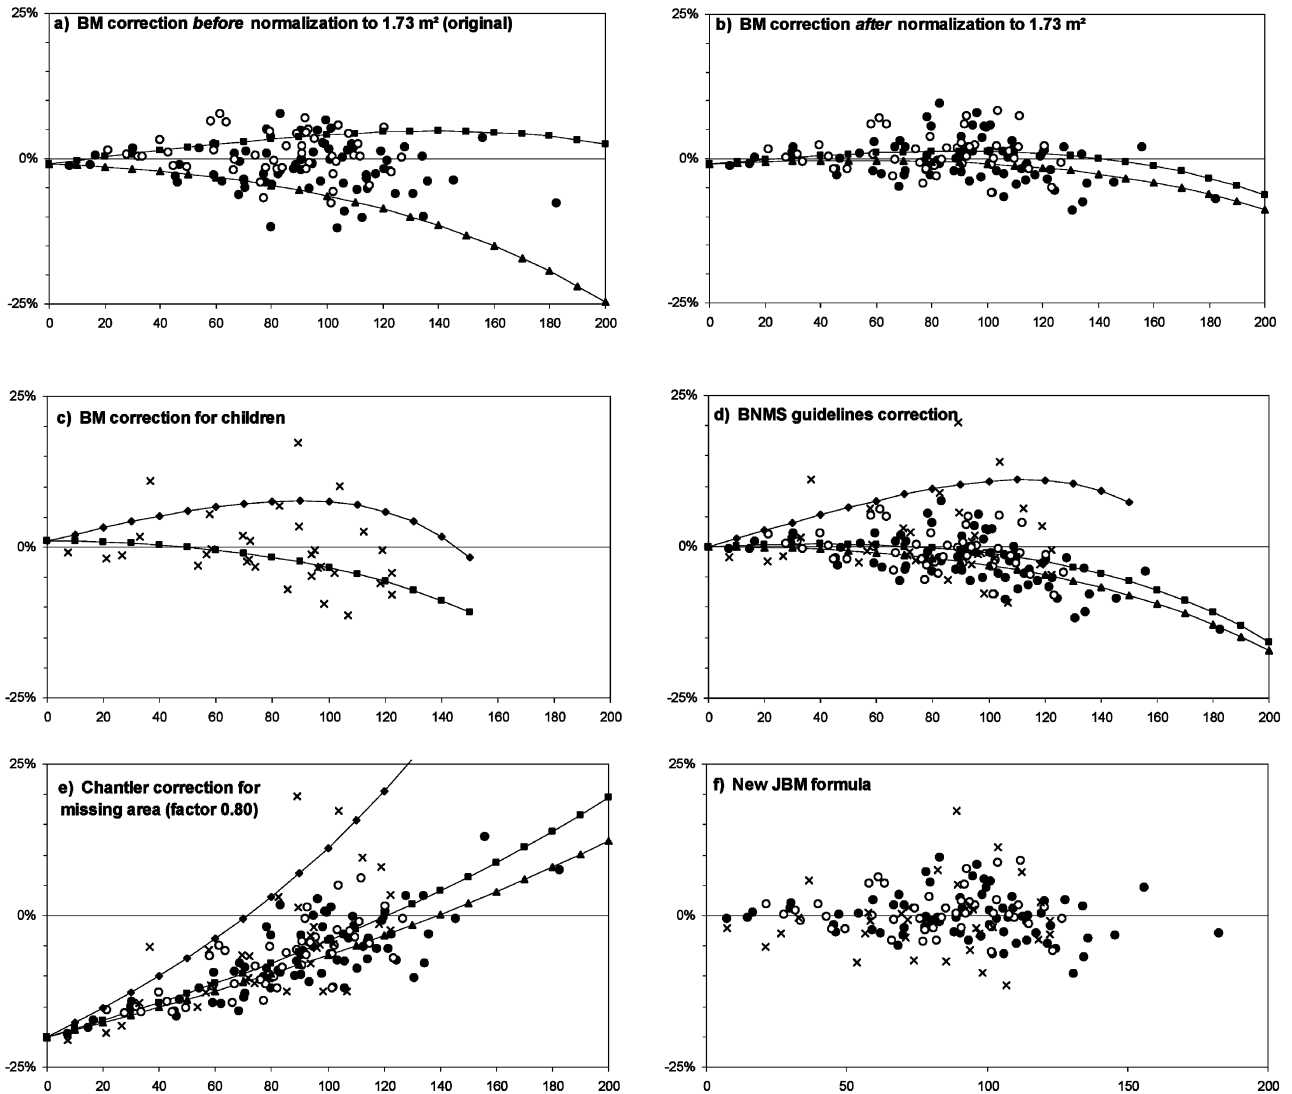 25%
a) BM correction before normalization to 1.73 m² (original)
0%
-25%
0 20 40 60 80 100 120 140 160 180 200
25%
b) BM correction after normalization to 1.73 m²
0%
-25%
0 20 40 60 80 100 120 140 160 180 200
25%
c) BM correction for children
0%
-25%
0 20 40 60 80 100 120 140 160 180 200
25%
d) BNMS guidelines correction
0%
-25%
0 20 40 60 80 100 120 140 160 180 200
25%
e) Chantler correction for
missing area (factor 0.80)
0%
-25%
0 20 40 60 80 100 120 140 160 180 200
25%
f) New JBM formula
0%
-25%
0 50 100 150 200